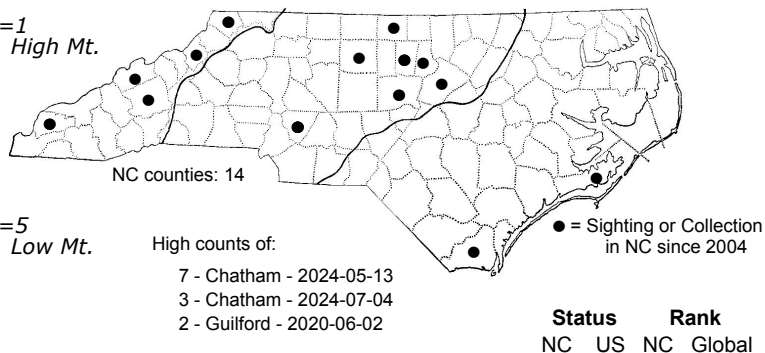 =1
High Mt.
NC counties: 14
=5
Low Mt.
High counts of:
7 - Chatham - 2024-05-13
3 - Chatham - 2024-07-04
2 - Guilford - 2020-06-02
● = Sighting or Collection
in NC since 2004
Status Rank
NC US NC Global